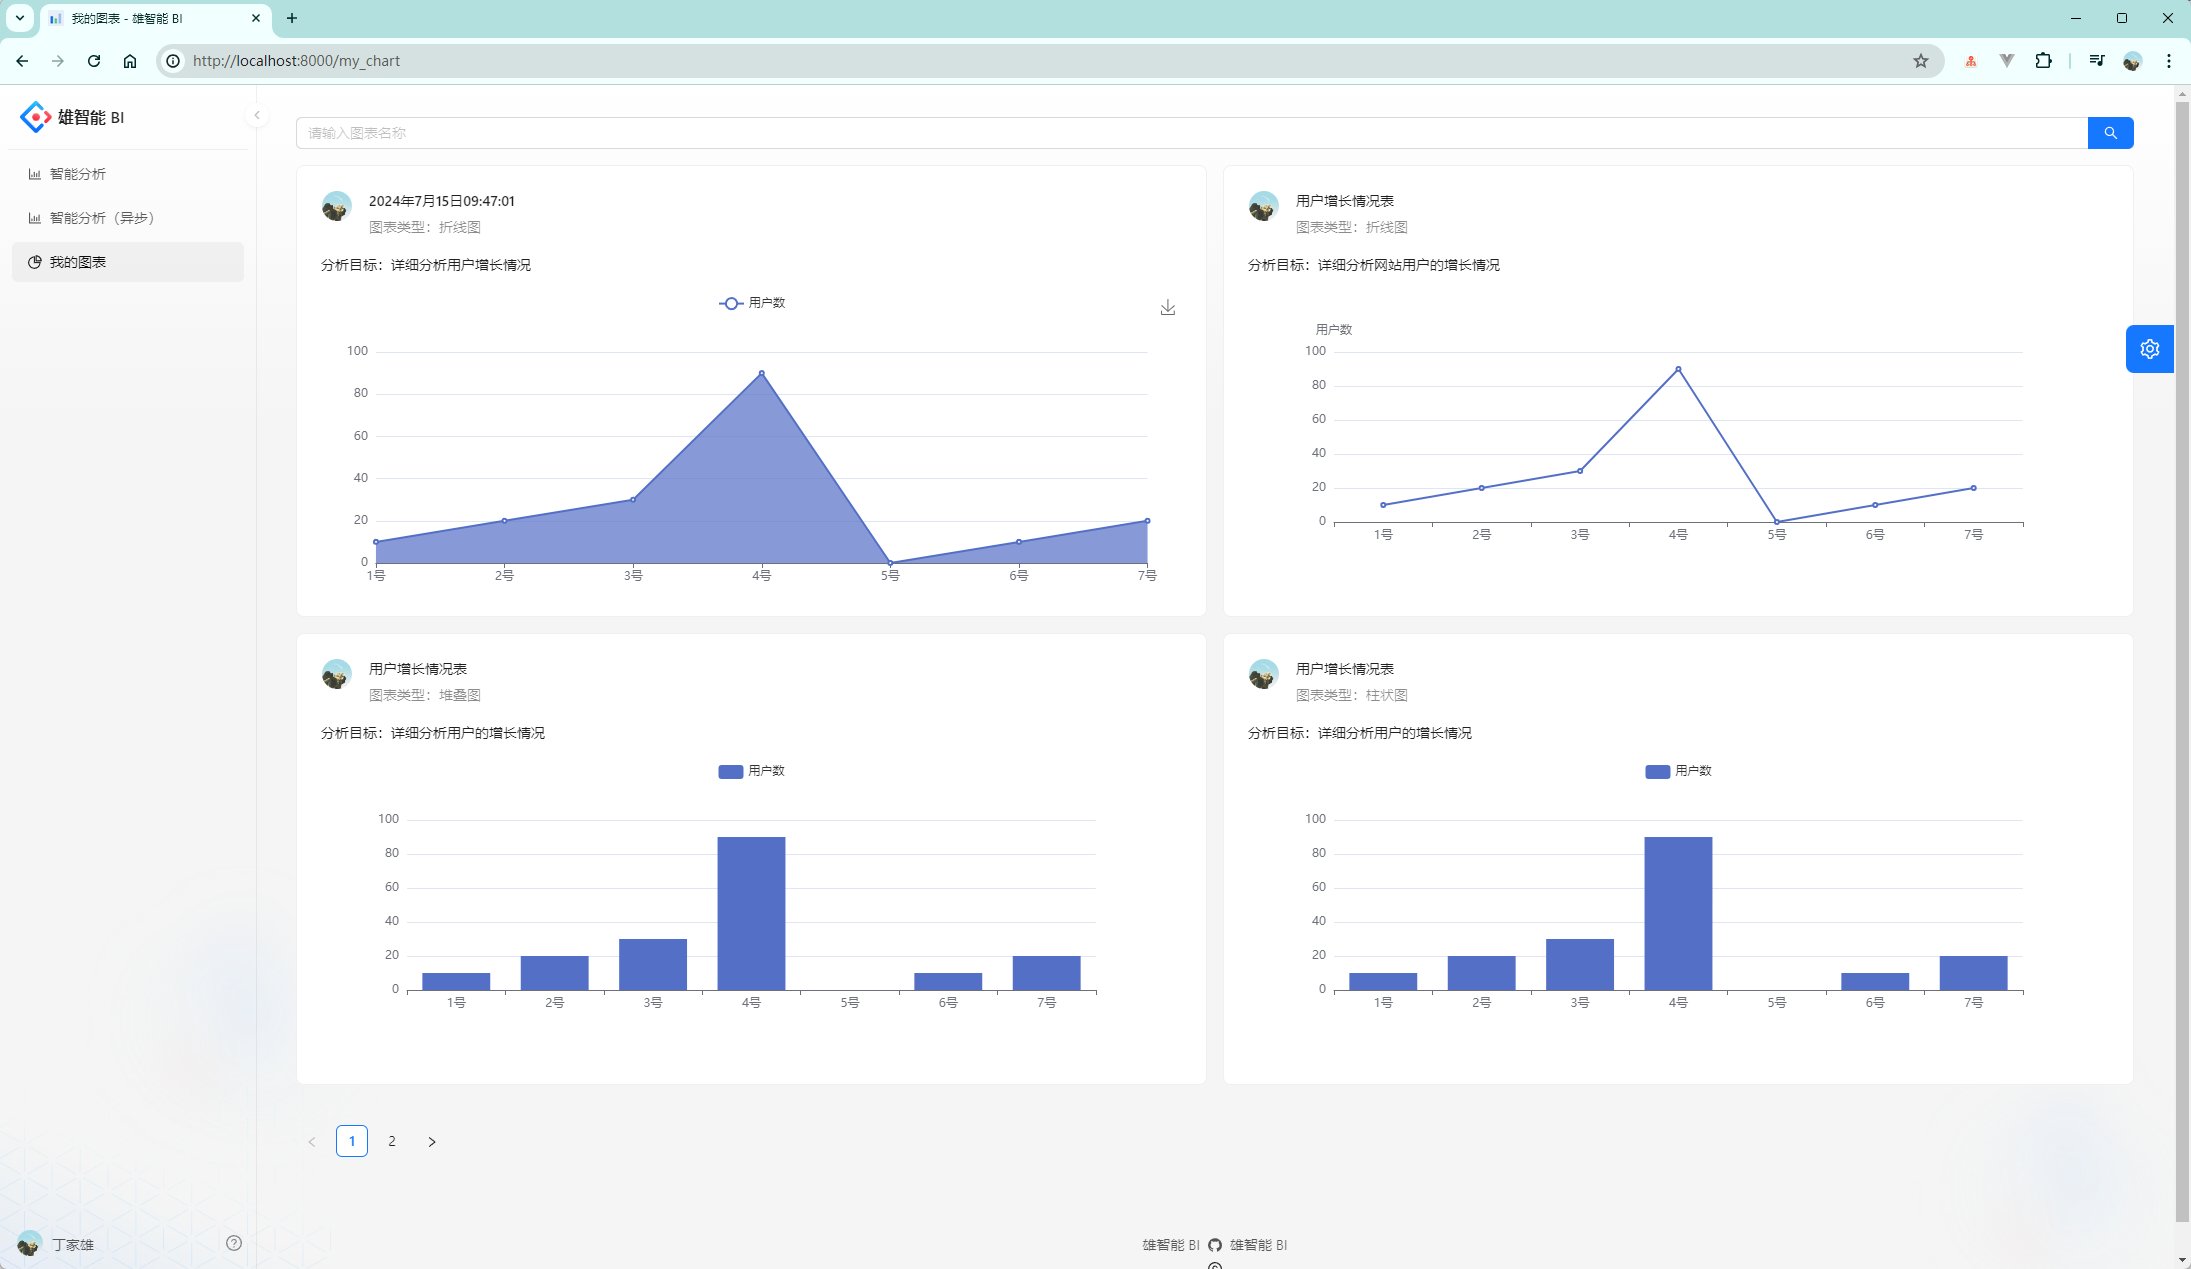 我的图表 - 雄智能 BI
http://localhost:8000/my_chart
雄智能 BI
智能分析
智能分析（异步）
我的图表
请输入图表名称
2024年7月15日09:47:01
图表类型：折线图
分析目标：详细分析用户增长情况
用户数
100
80
60
40
20
0
1号 2号 3号 4号 5号 6号 7号
用户增长情况表
图表类型：折线图
分析目标：详细分析网站用户的增长情况
用户数
100
80
60
40
20
0
1号 2号 3号 4号 5号 6号 7号
用户增长情况表
图表类型：堆叠图
分析目标：详细分析用户的增长情况
用户数
100
80
60
40
20
0
1号 2号 3号 4号 5号 6号 7号
用户增长情况表
图表类型：柱状图
分析目标：详细分析用户的增长情况
用户数
100
80
60
40
20
0
1号 2号 3号 4号 5号 6号 7号
1 2
丁家雄
雄智能 BI 雄智能 BI